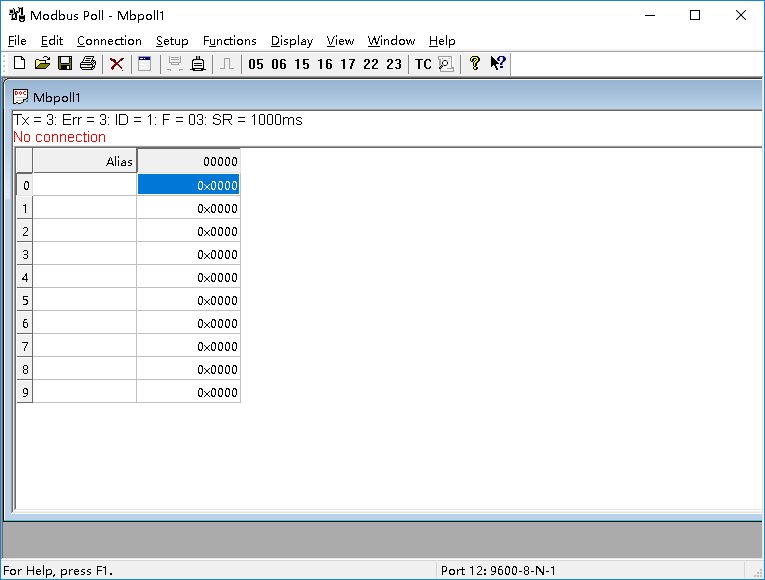 Modbus Poll - Mbpoll1
File Edit Connection Setup Functions Display View Window Help
05 06 15 16 17 22 23 TC
Mbpoll1
Tx = 3: Err = 3: ID = 1: F = 03: SR = 1000ms
No connection
Alias 00000
0 0x0000
1 0x0000
2 0x0000
3 0x0000
4 0x0000
5 0x0000
6 0x0000
7 0x0000
8 0x0000
9 0x0000
For Help, press F1. Port 12: 9600-8-N-1